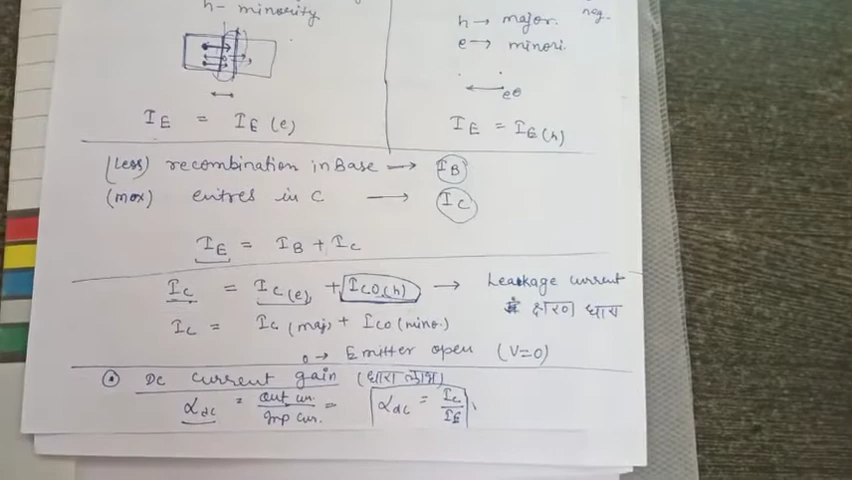 h - minority
h → major.
neg.
e → minori.
I_E = I_E (e)
I_E = I_E(h)
(Less) recombination in Base → I_B
(max) entres in C → I_C
I_E = I_B + I_C
I_C = I_C(e) + I_CO(h) → Leakage current
क्षारण धारा
I_C = I_C (maj) + I_CO (mino.)
o → Emitter open (V=0)
DC current gain (धारा लाभ)
α_dc = Out cur. / Inp cur. = α_dc = I_C / I_E